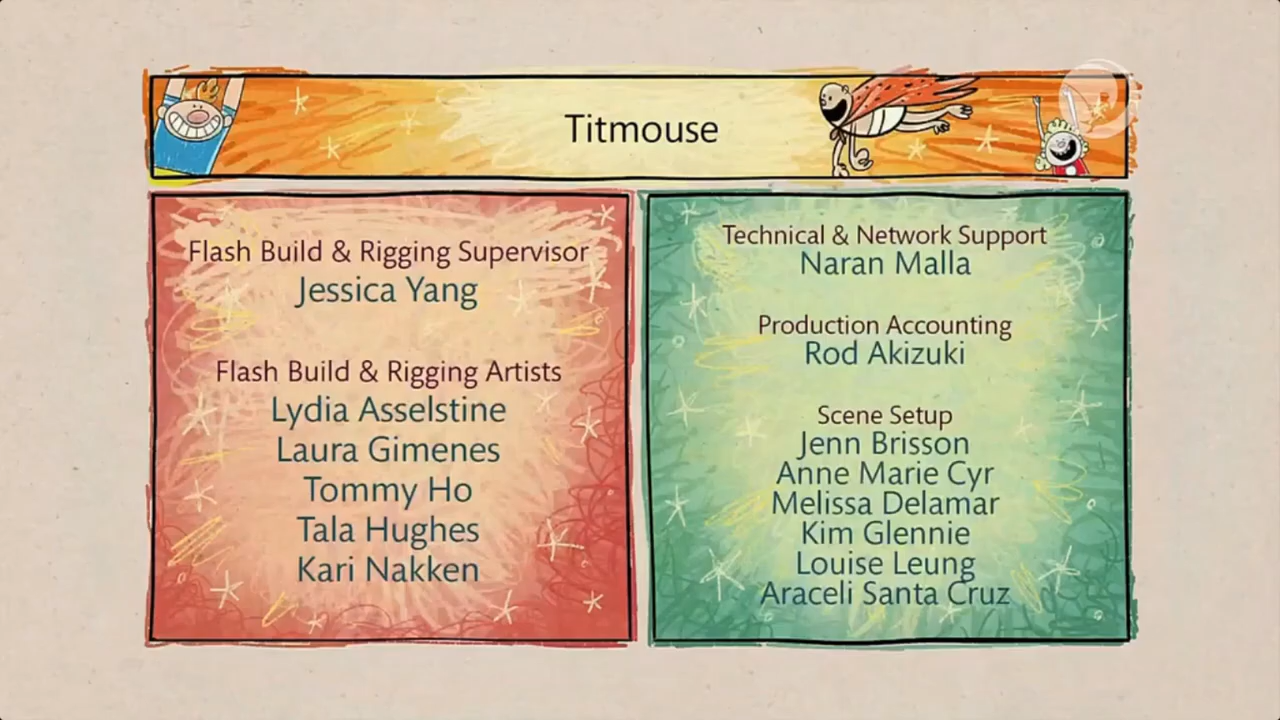 Titmouse
Flash Build & Rigging Supervisor
Jessica Yang
Flash Build & Rigging Artists
Lydia Asselstine
Laura Gimenes
Tommy Ho
Tala Hughes
Kari Nakken
Technical & Network Support
Naran Malla
Production Accounting
Rod Akizuki
Scene Setup
Jenn Brisson
Anne Marie Cyr
Melissa Delamar
Kim Glennie
Louise Leung
Araceli Santa Cruz